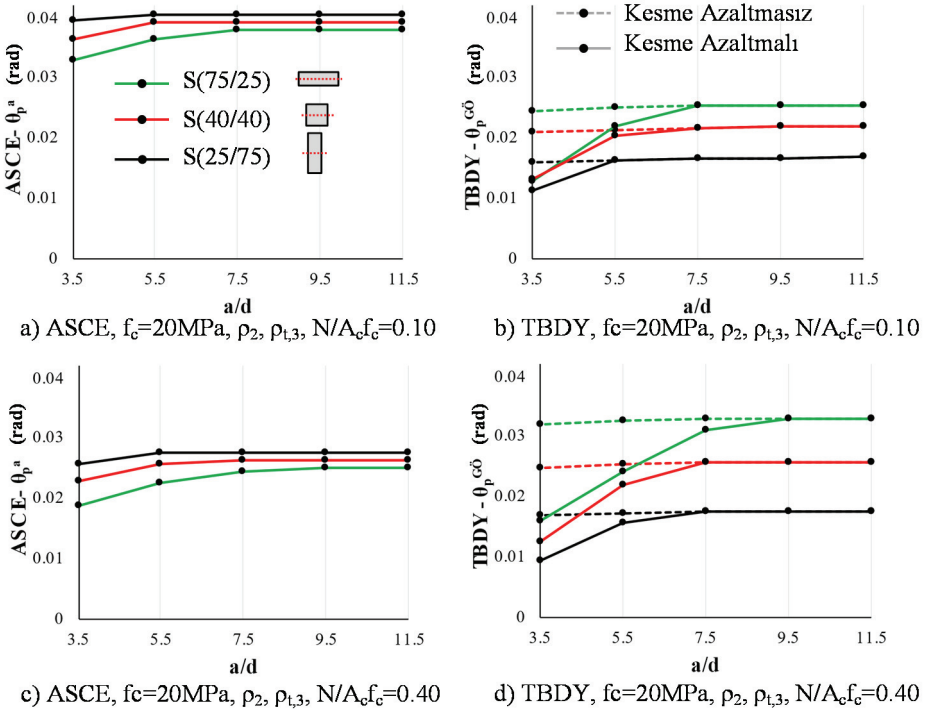 ASCE- θpᵃ (rad)
0.04
0.03
0.02
0.01
0
S(75/25)
S(40/40)
S(25/75)
3.5 5.5 7.5 9.5 11.5
a/d
a) ASCE, fc=20MPa, ρ2, ρt,3, N/Acfc=0.10
TBDY - θpᴳÖ (rad)
0.04
0.03
0.02
0.01
0
Kesme Azaltmasız
Kesme Azaltmalı
3.5 5.5 7.5 9.5 11.5
a/d
b) TBDY, fc=20MPa, ρ2, ρt,3, N/Acfc=0.10
ASCE- θpᵃ (rad)
0.04
0.03
0.02
0.01
0
3.5 5.5 7.5 9.5 11.5
a/d
c) ASCE, fc=20MPa, ρ2, ρt,3, N/Acfc=0.40
TBDY - θpᴳÖ (rad)
0.04
0.03
0.02
0.01
0
3.5 5.5 7.5 9.5 11.5
a/d
d) TBDY, fc=20MPa, ρ2, ρt,3, N/Acfc=0.40